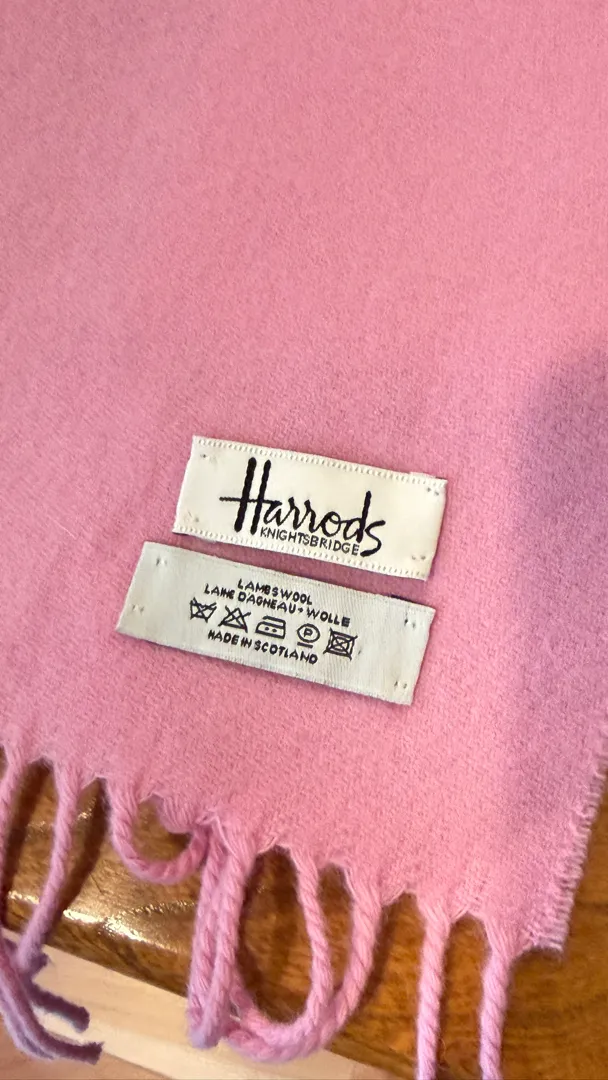 Harrods
KNIGHTSBRIDGE
LAMBSWOOL
LAINE D'AGNEAU • WOLLE
P
MADE IN SCOTLAND